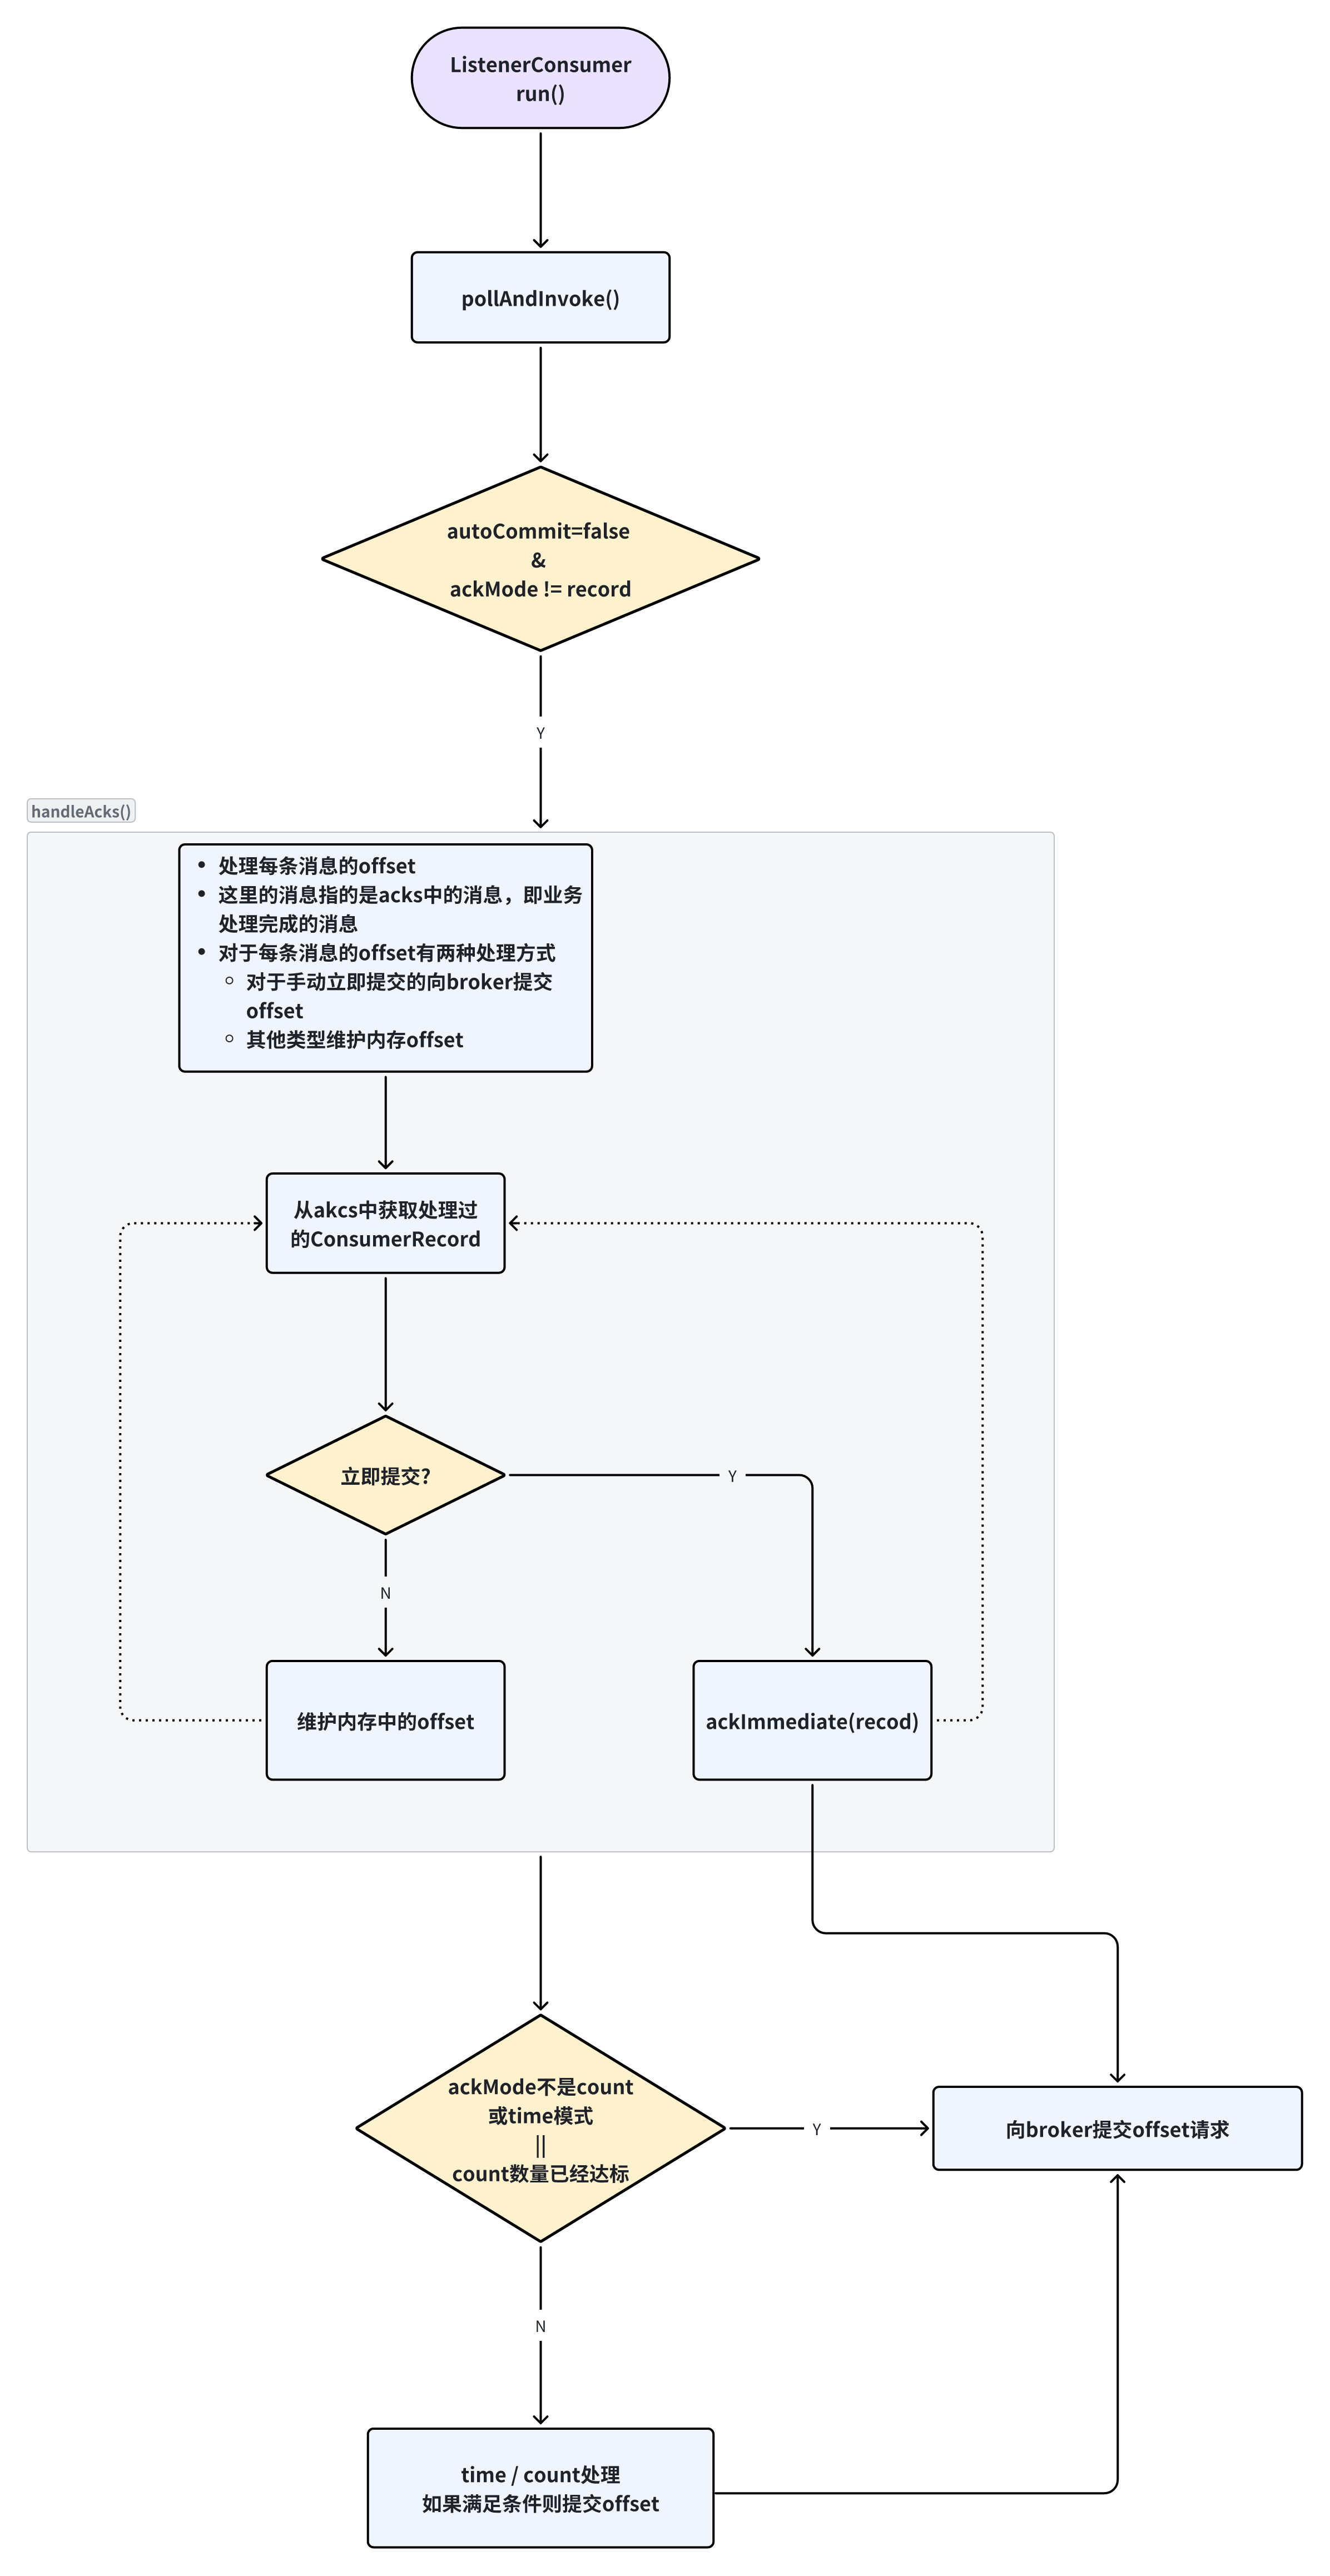 ListenerConsumer
run()
pollAndInvoke()
autoCommit=false
&
ackMode != record
Y
handleAcks()
• 处理每条消息的offset
• 这里的消息指的是acks中的消息，即业务
处理完成的消息
• 对于每条消息的offset有两种处理方式
◦ 对于手动立即提交的向broker提交
offset
◦ 其他类型维护内存offset
从akcs中获取处理过
的ConsumerRecord
立即提交?
Y
N
维护内存中的offset
ackImmediate(recod)
ackMode不是count
或time模式
||
count数量已经达标
Y
向broker提交offset请求
N
time / count处理
如果满足条件则提交offset